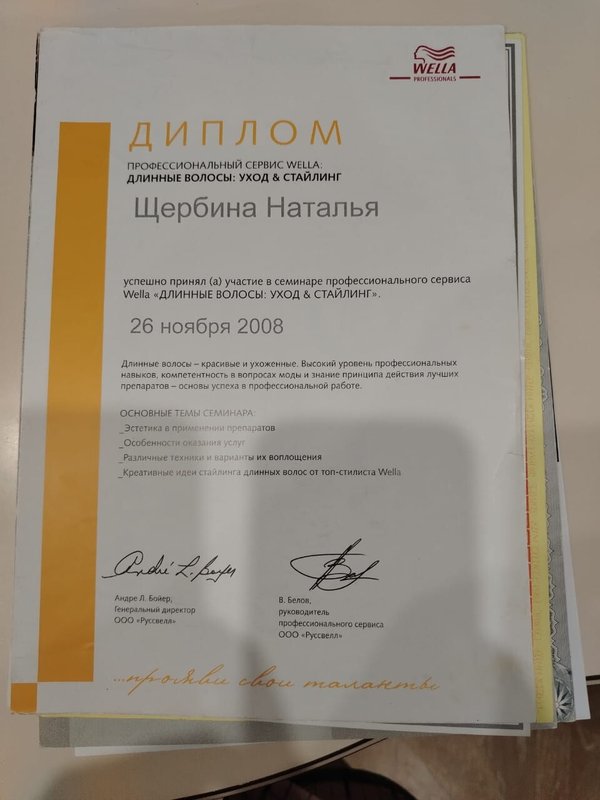 WELLA
PROFESSIONALS
ДИПЛОМ
ПРОФЕССИОНАЛЬНЫЙ СЕРВИС WELLA:
ДЛИННЫЕ ВОЛОСЫ: УХОД & СТАЙЛИНГ
Щербина Наталья
успешно принял (а) участие в семинаре профессионального сервиса
Wella «ДЛИННЫЕ ВОЛОСЫ: УХОД & СТАЙЛИНГ».
26 ноября 2008
Длинные волосы – красивые и ухоженные. Высокий уровень профессиональных
навыков, компетентность в вопросах моды и знание принципа действия лучших
препаратов – основы успеха в профессиональной работе.
ОСНОВНЫЕ ТЕМЫ СЕМИНАРА:
_Эстетика в применении препаратов
_Особенности оказания услуг
_Различные техники и варианты их воплощения
_Креативные идеи стайлинга длинных волос от топ-стилиста Wella
André L. Boyer
Андре Л. Бойер,
Генеральный директор
ООО «Руссвелл»
В. Белов,
руководитель
профессионального сервиса
ООО «Руссвелл»
...прояви свои таланты